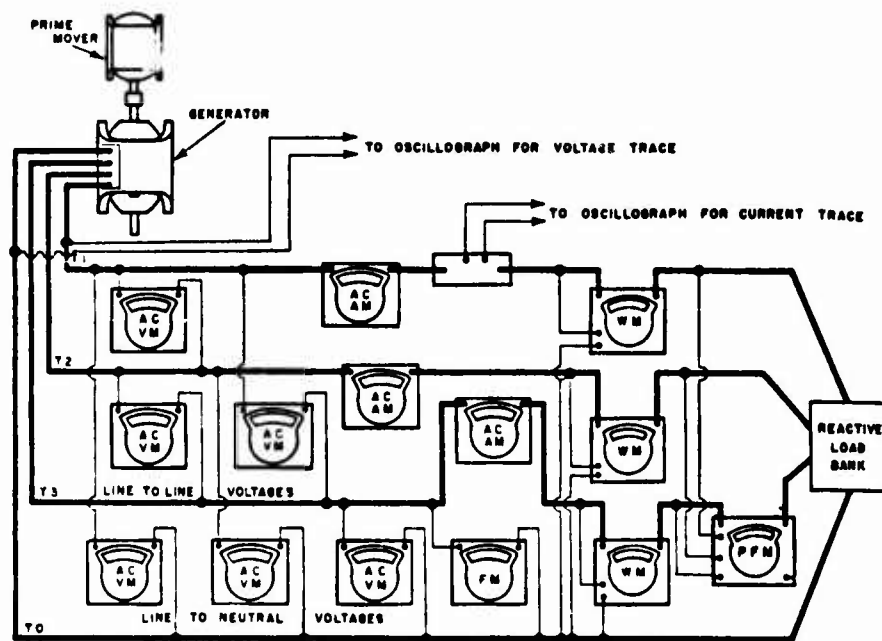 PRIME
MOVER
GENERATOR
TO OSCILLOGRAPH FOR VOLTAGE TRACE
TO OSCILLOGRAPH FOR CURRENT TRACE
T1
AC
VM
AC
AM
WM
T2
AC
VM
AC
VM
AC
AM
AC
AM
WM
REACTIVE
LOAD
BANK
T3
LINE TO LINE VOLTAGES
AC
VM
AC
VM
AC
VM
FM
WM
PFM
LINE TO NEUTRAL VOLTAGES
T0